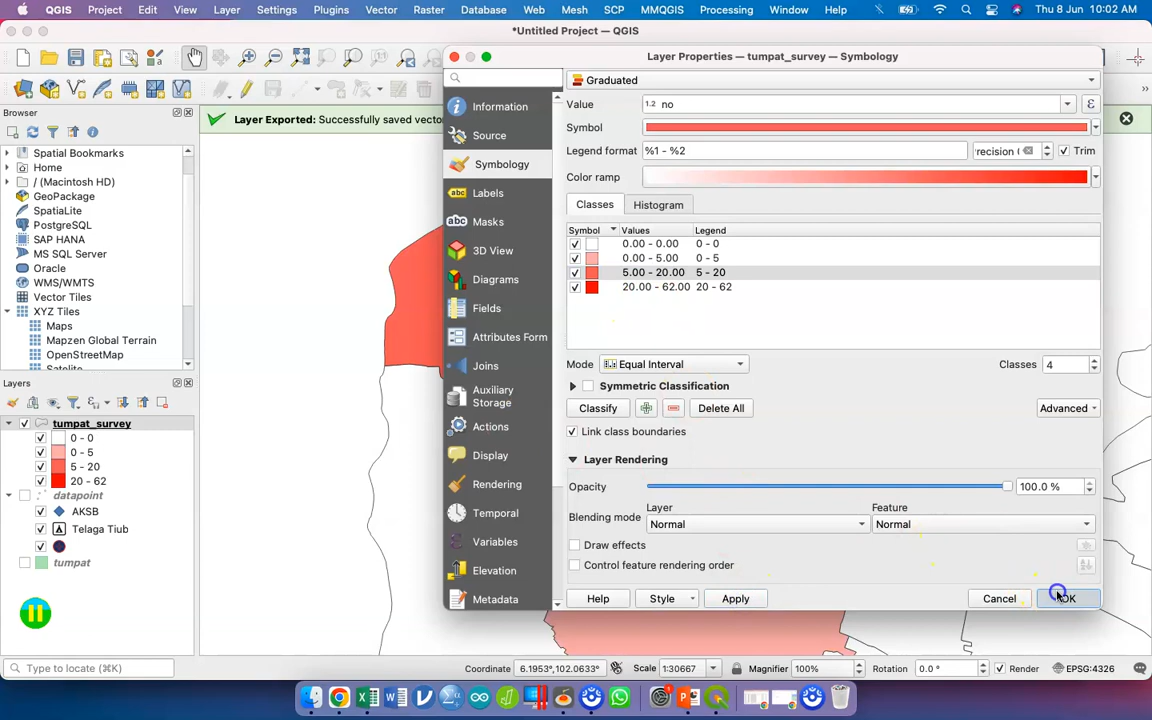 QGIS Project Edit View Layer Settings Plugins Vector Raster Database Web Mesh SCP MMQGIS Processing Window Help Thu 8 Jun 10:02 AM
*Untitled Project — QGIS
Layer Properties — tumpat_survey — Symbology
Layer Exported: Successfully saved vecto
Browser
Spatial Bookmarks
Home
/ (Macintosh HD)
GeoPackage
SpatiaLite
PostgreSQL
SAP HANA
MS SQL Server
Oracle
WMS/WMTS
Vector Tiles
XYZ Tiles
Maps
Mapzen Global Terrain
OpenStreetMap
Layers
tumpat_survey
0 - 0
0 - 5
5 - 20
20 - 62
datapoint
AKSB
Telaga Tiub
tumpat
Information
Source
Symbology
Labels
Masks
3D View
Diagrams
Fields
Attributes Form
Joins
Auxiliary
Storage
Actions
Display
Rendering
Temporal
Variables
Elevation
Metadata
Graduated
Value 1.2 no ε
Symbol
Legend format %1 - %2 recision ( Trim
Color ramp
Classes Histogram
Symbol Values Legend
0.00 - 0.00 0 - 0
0.00 - 5.00 0 - 5
5.00 - 20.00 5 - 20
20.00 - 62.00 20 - 62
Mode Equal Interval Classes 4
Symmetric Classification
Classify Delete All Advanced
Link class boundaries
Layer Rendering
Opacity 100.0 %
Layer Feature
Blending mode Normal Normal
Draw effects
Control feature rendering order
Help Style Apply Cancel OK
Type to locate (⌘K) Coordinate 6.1953°,102.0633° Scale 1:30667 Magnifier 100% Rotation 0.0 ° Render EPSG:4326